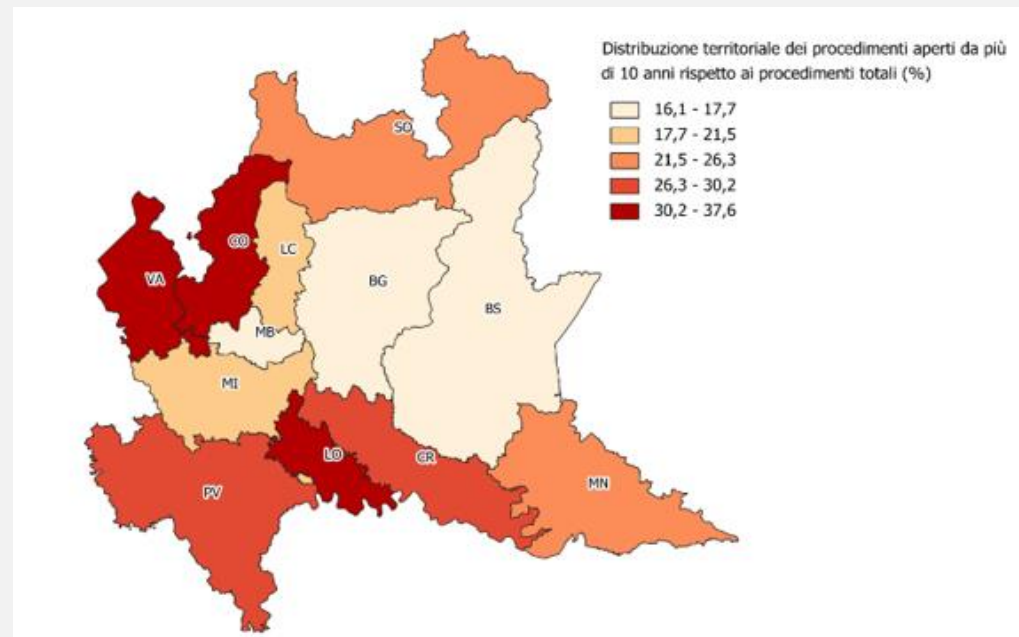 Distribuzione territoriale dei procedimenti aperti da più
di 10 anni rispetto ai procedimenti totali (%)
16,1 - 17,7
17,7 - 21,5
21,5 - 26,3
26,3 - 30,2
30,2 - 37,6
SO
CO
LC
VA
BG
BS
MB
MI
LO
CR
PV
MN